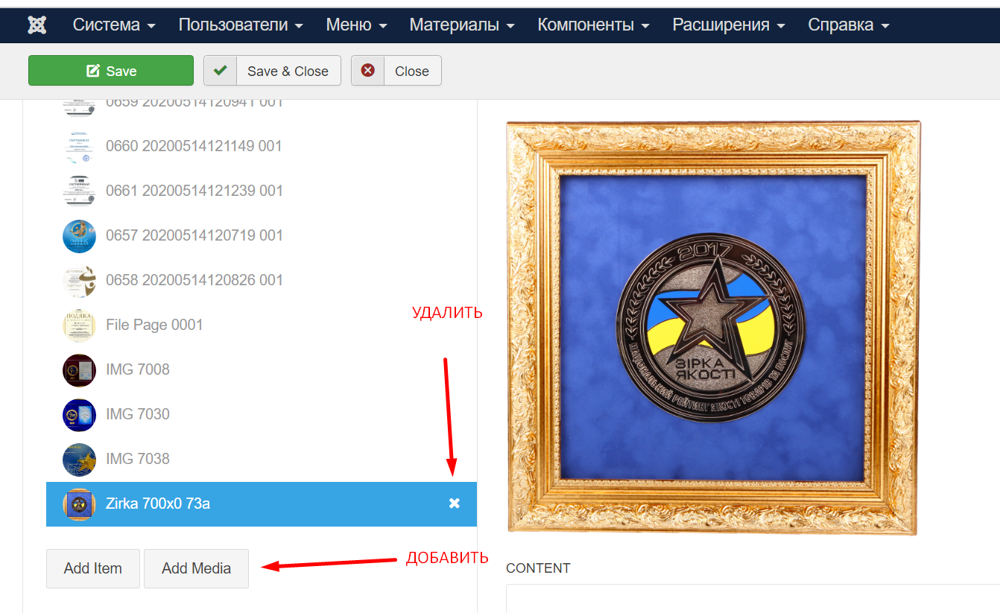 Система Пользователи Меню Материалы Компоненты Расширения Справка
Save Save & Close Close
0659 20200514120941 001
0660 20200514121149 001
0661 20200514121239 001
0657 20200514120719 001
0658 20200514120826 001
ПОДЯКА
File Page 0001
IMG 7008
IMG 7030
IMG 7038
Zirka 700x0 73a
УДАЛИТЬ
Add Item Add Media
ДОБАВИТЬ
2017
ЗІРКА
ЯКОСТІ
НАЦІОНАЛЬНИЙ РЕЙТИНГ ЯКОСТІ ТОВАРІВ ТА ПОСЛУГ
CONTENT